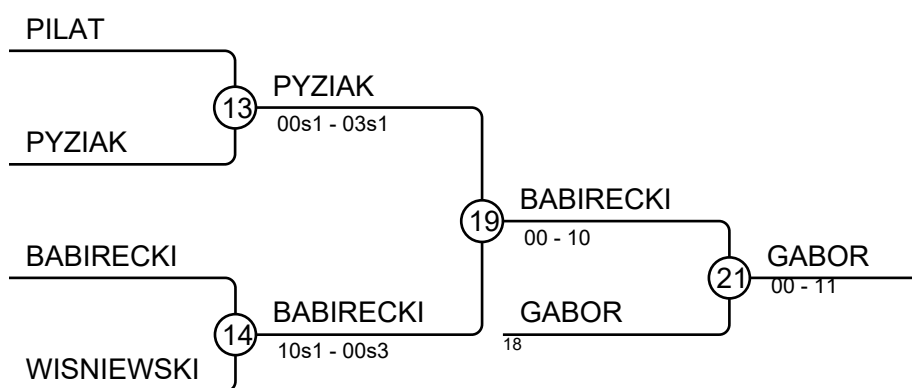 PILAT
13
PYZIAK
00s1 - 03s1
PYZIAK
19
BABIRECKI
00 - 10
BABIRECKI
21
GABOR
00 - 11
14
BABIRECKI
10s1 - 00s3
GABOR
18
WISNIEWSKI